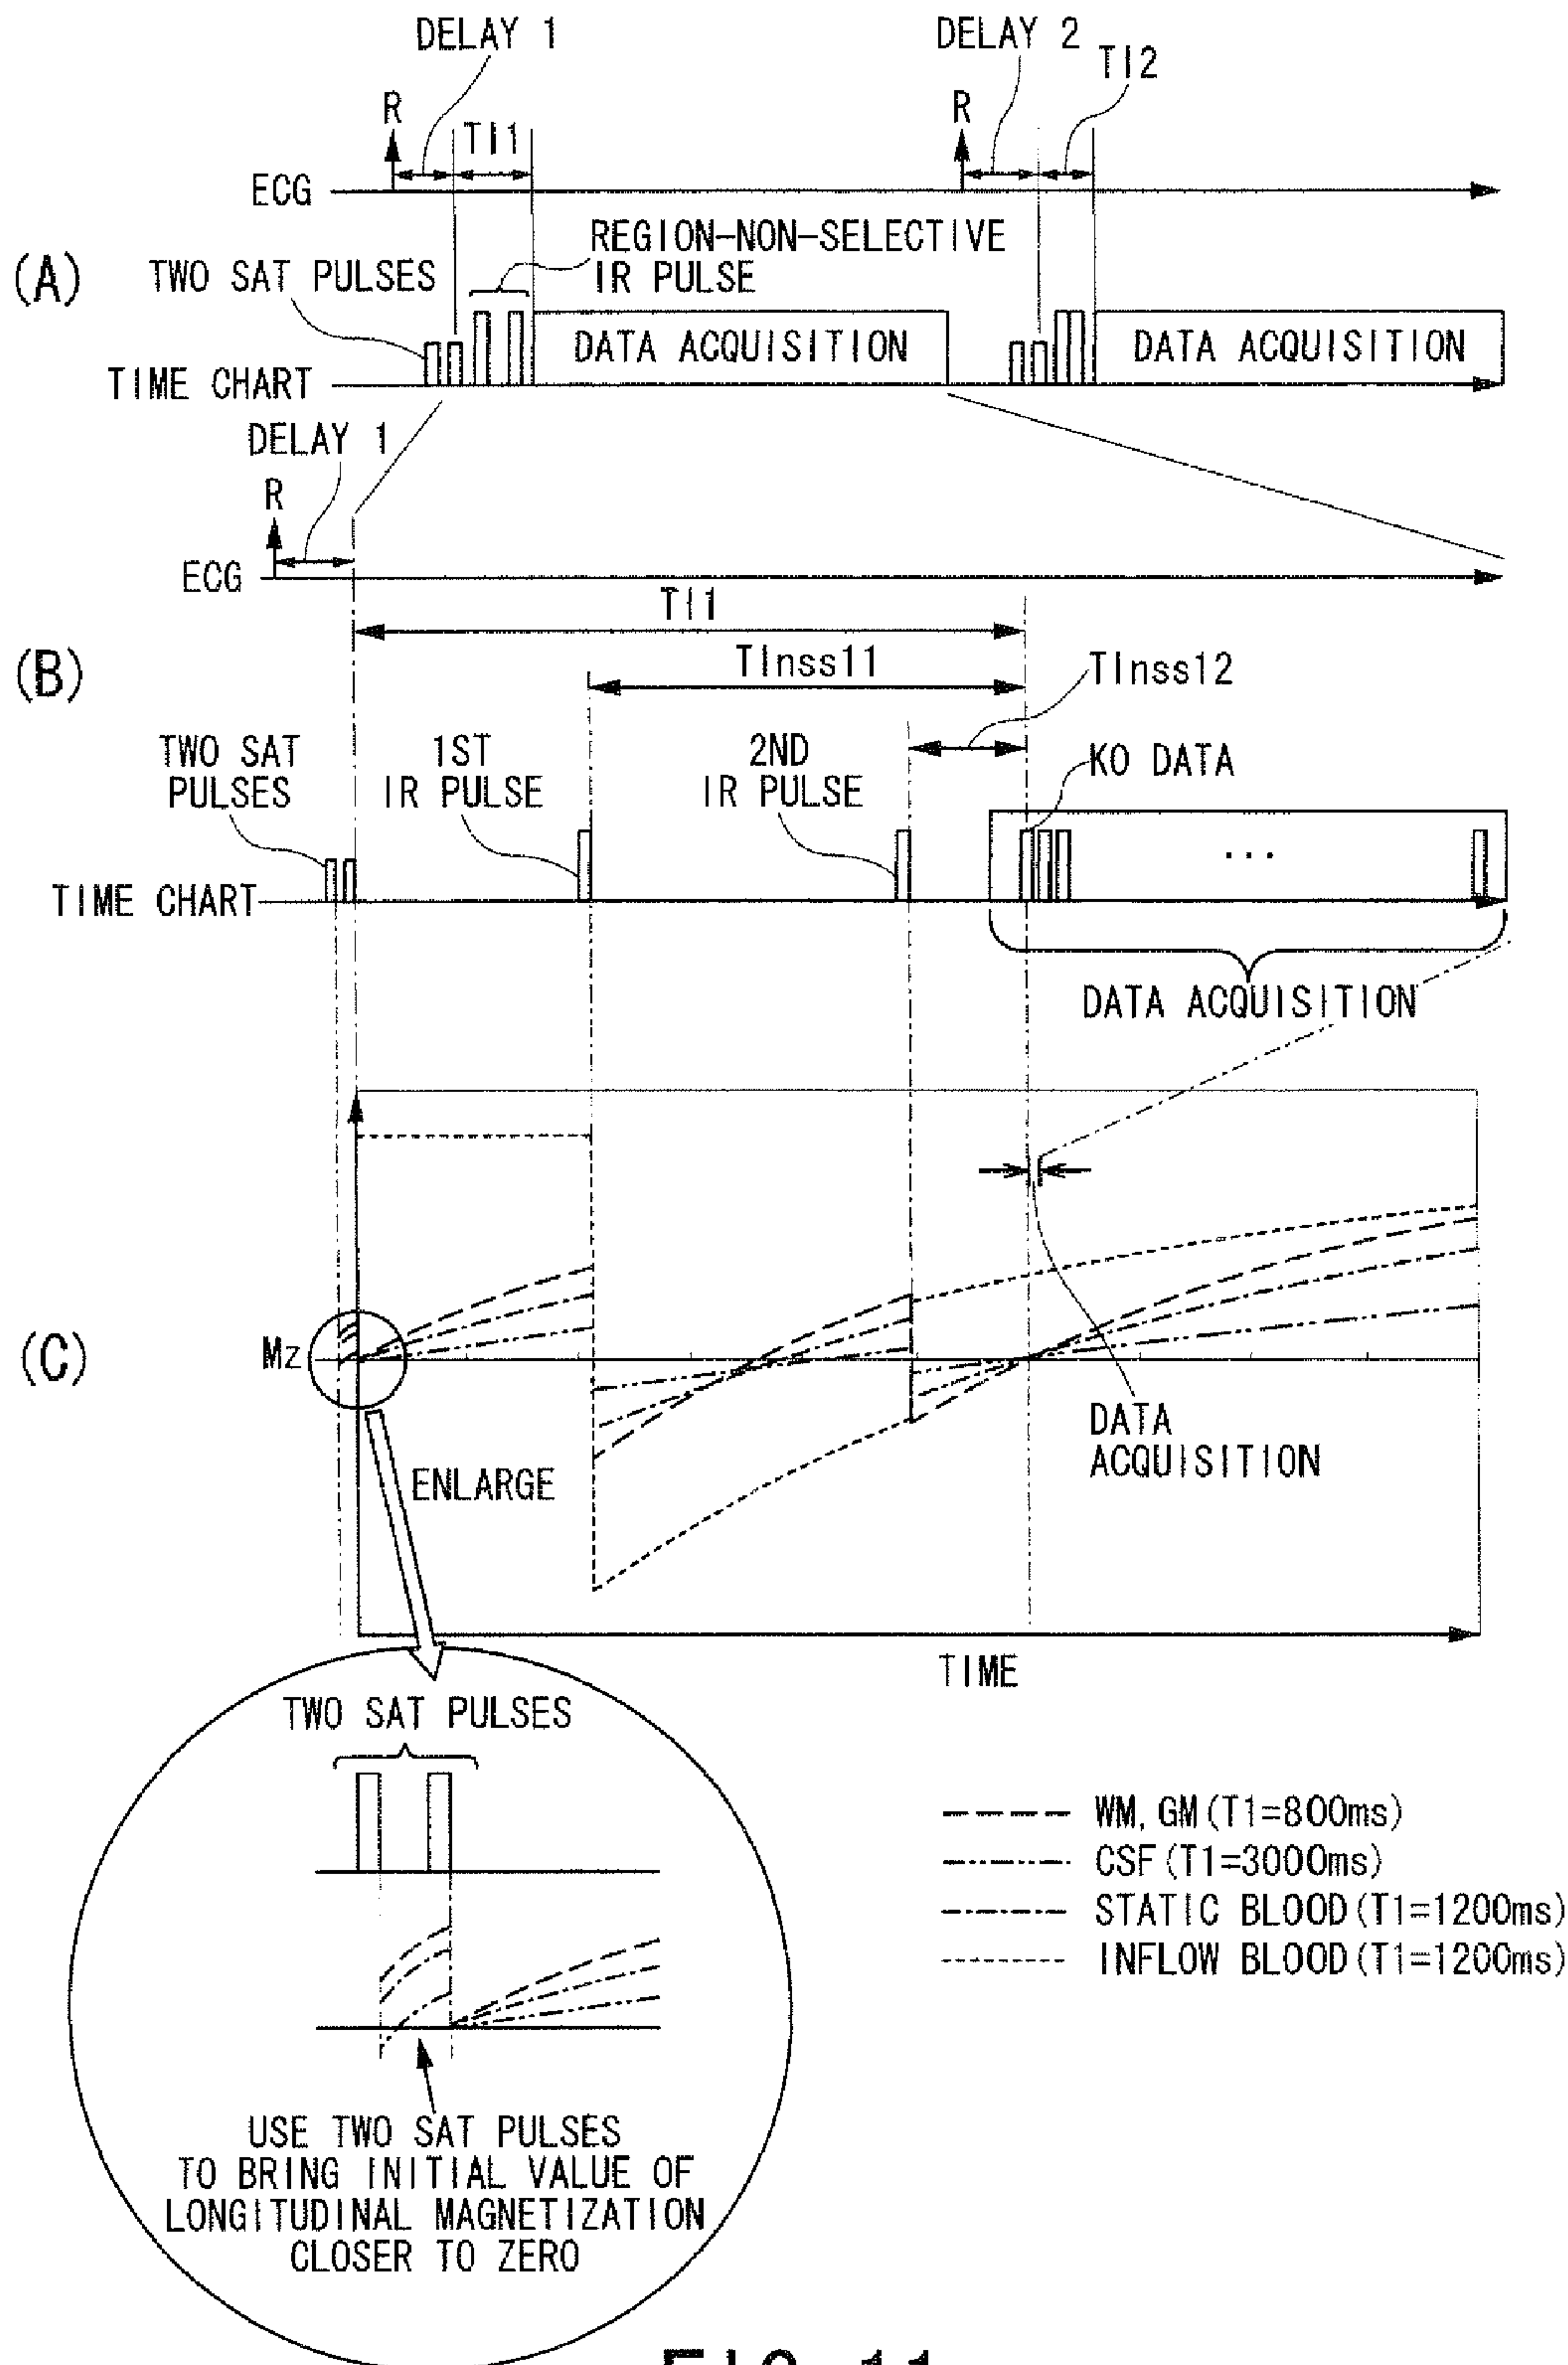 DELAY 1
DELAY 2
TI2
R
TI1
R
ECG
REGION-NON-SELECTIVE
IR PULSE
(A)
TWO SAT PULSES
DATA ACQUISITION
DATA ACQUISITION
TIME CHART
DELAY 1
R
ECG
TI1
(B)
TInss11
TInss12
TWO SAT
PULSES
1ST
IR PULSE
2ND
IR PULSE
K0 DATA
...
TIME CHART
DATA ACQUISITION
(C)
Mz
DATA
ACQUISITION
ENLARGE
TIME
TWO SAT PULSES
WM, GM (T1=800ms)
CSF (T1=3000ms)
STATIC BLOOD (T1=1200ms)
INFLOW BLOOD (T1=1200ms)
USE TWO SAT PULSES
TO BRING INITIAL VALUE OF
LONGITUDINAL MAGNETIZATION
CLOSER TO ZERO